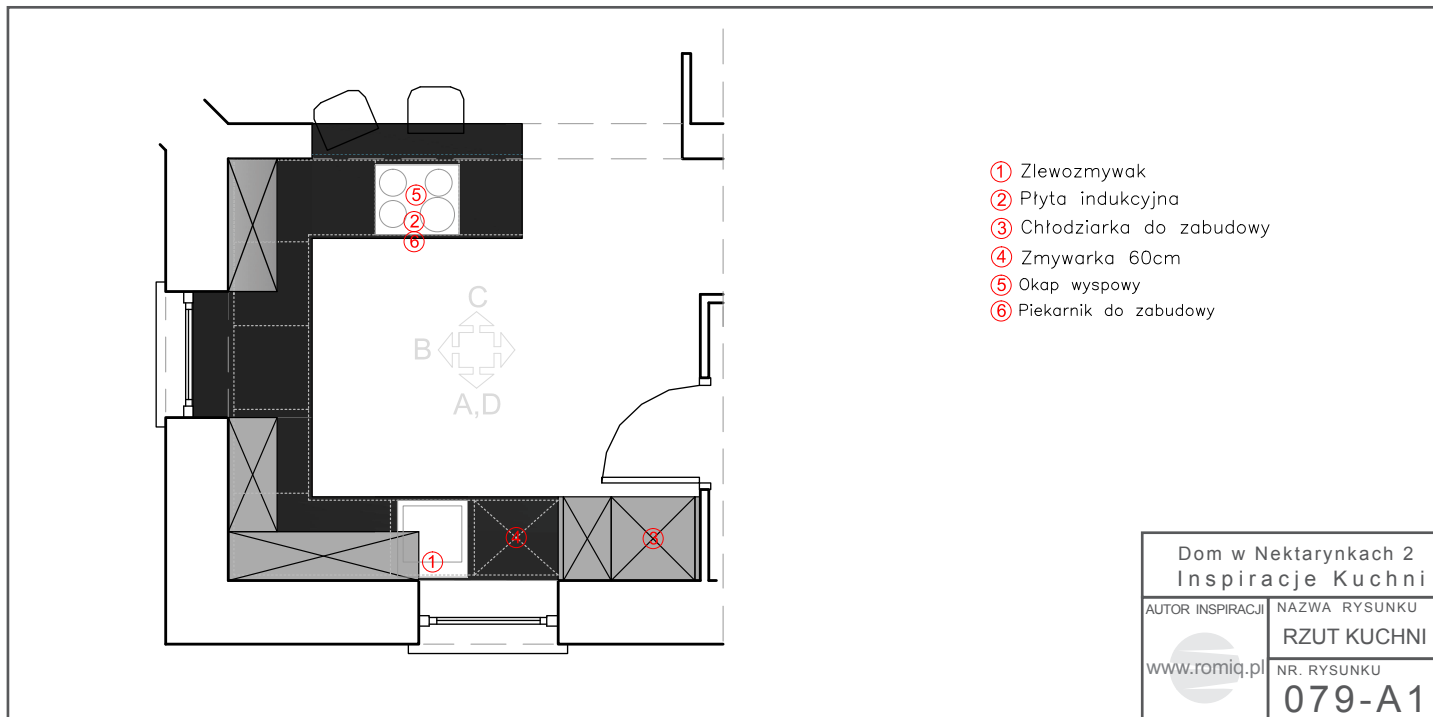 5
2
6
C
B
A,D
1
4
3
1 Zlewozmywak
2 Płyta indukcyjna
3 Chłodziarka do zabudowy
4 Zmywarka 60cm
5 Okap wyspowy
6 Piekarnik do zabudowy
Dom w Nektarynkach 2
Inspiracje Kuchni
AUTOR INSPIRACJI
www.romiq.pl
NAZWA RYSUNKU
RZUT KUCHNI
NR. RYSUNKU
079-A1